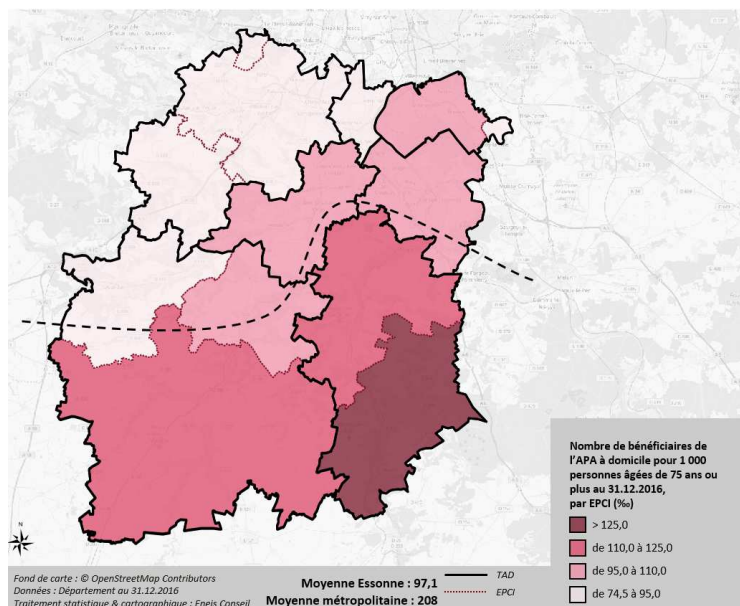 Nombre de bénéficiaires de
l'APA à domicile pour 1 000
personnes âgées de 75 ans ou
plus au 31.12.2016,
par EPCI (‰)
> 125,0
de 110,0 à 125,0
de 95,0 à 110,0
de 74,5 à 95,0
N
Fond de carte : © OpenStreetMap Contributors
Données : Département au 31.12.2016
Traitement statistique & cartographique : Eneis Conseil
Moyenne Essonne : 97,1
Moyenne métropolitaine : 208
TAD
EPCI